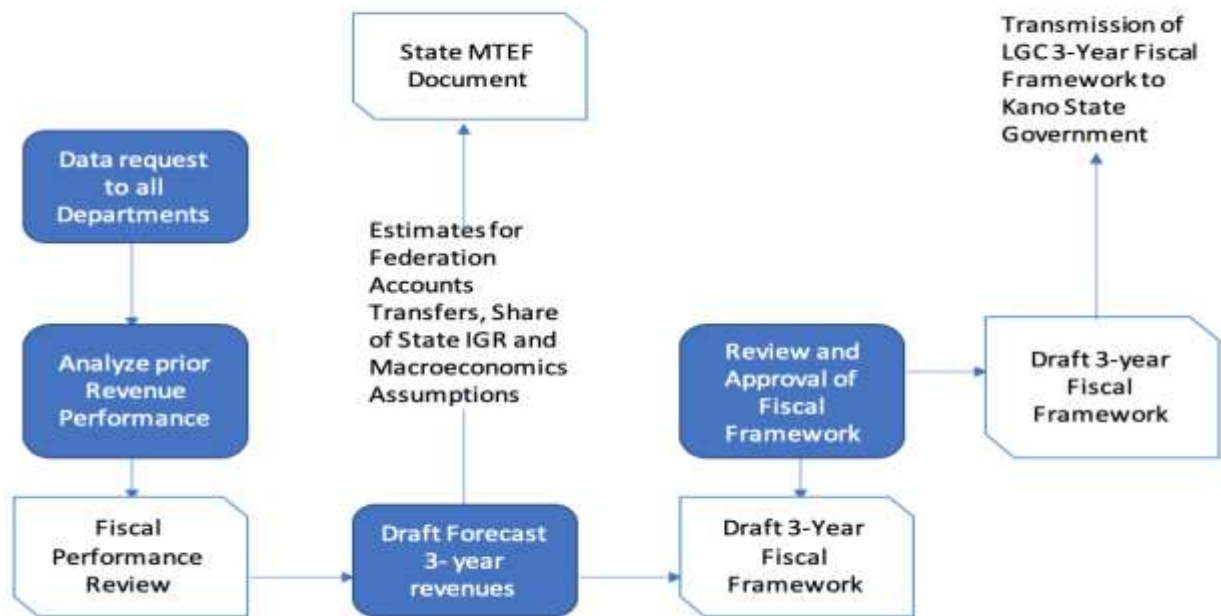 State MTEF
Document
Transmission of
LGC 3-Year Fiscal
Framework to
Kano State
Government
Data request
to all
Departments
Estimates for
Federation
Accounts
Transfers, Share
of State IGR and
Macroeconomics
Assumptions
Analyze prior
Revenue
Performance
Review and
Approval of
Fiscal
Framework
Draft 3-year
Fiscal
Framework
Fiscal
Performance
Review
Draft Forecast
3- year
revenues
Draft 3-Year
Fiscal
Framework